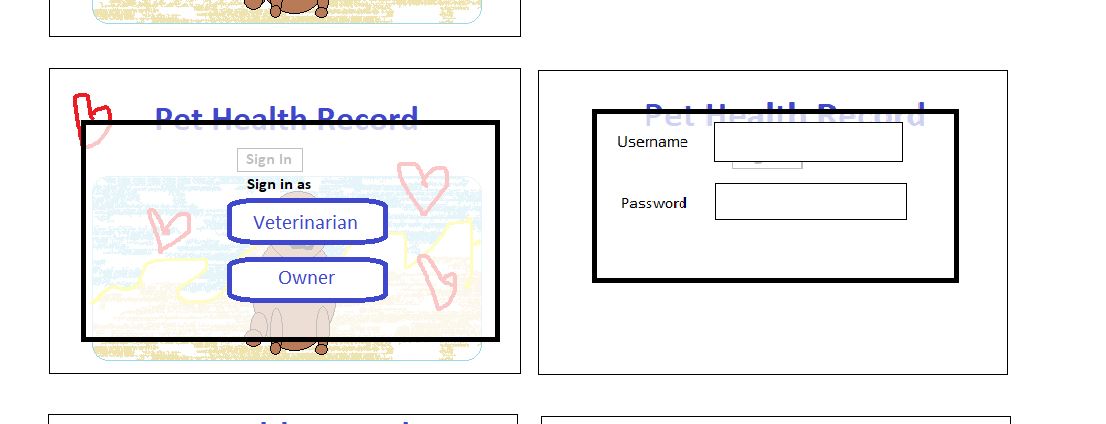 Pet Health Record
Sign In
Sign in as
Veterinarian
Owner
Pet Health Record
Username
Password